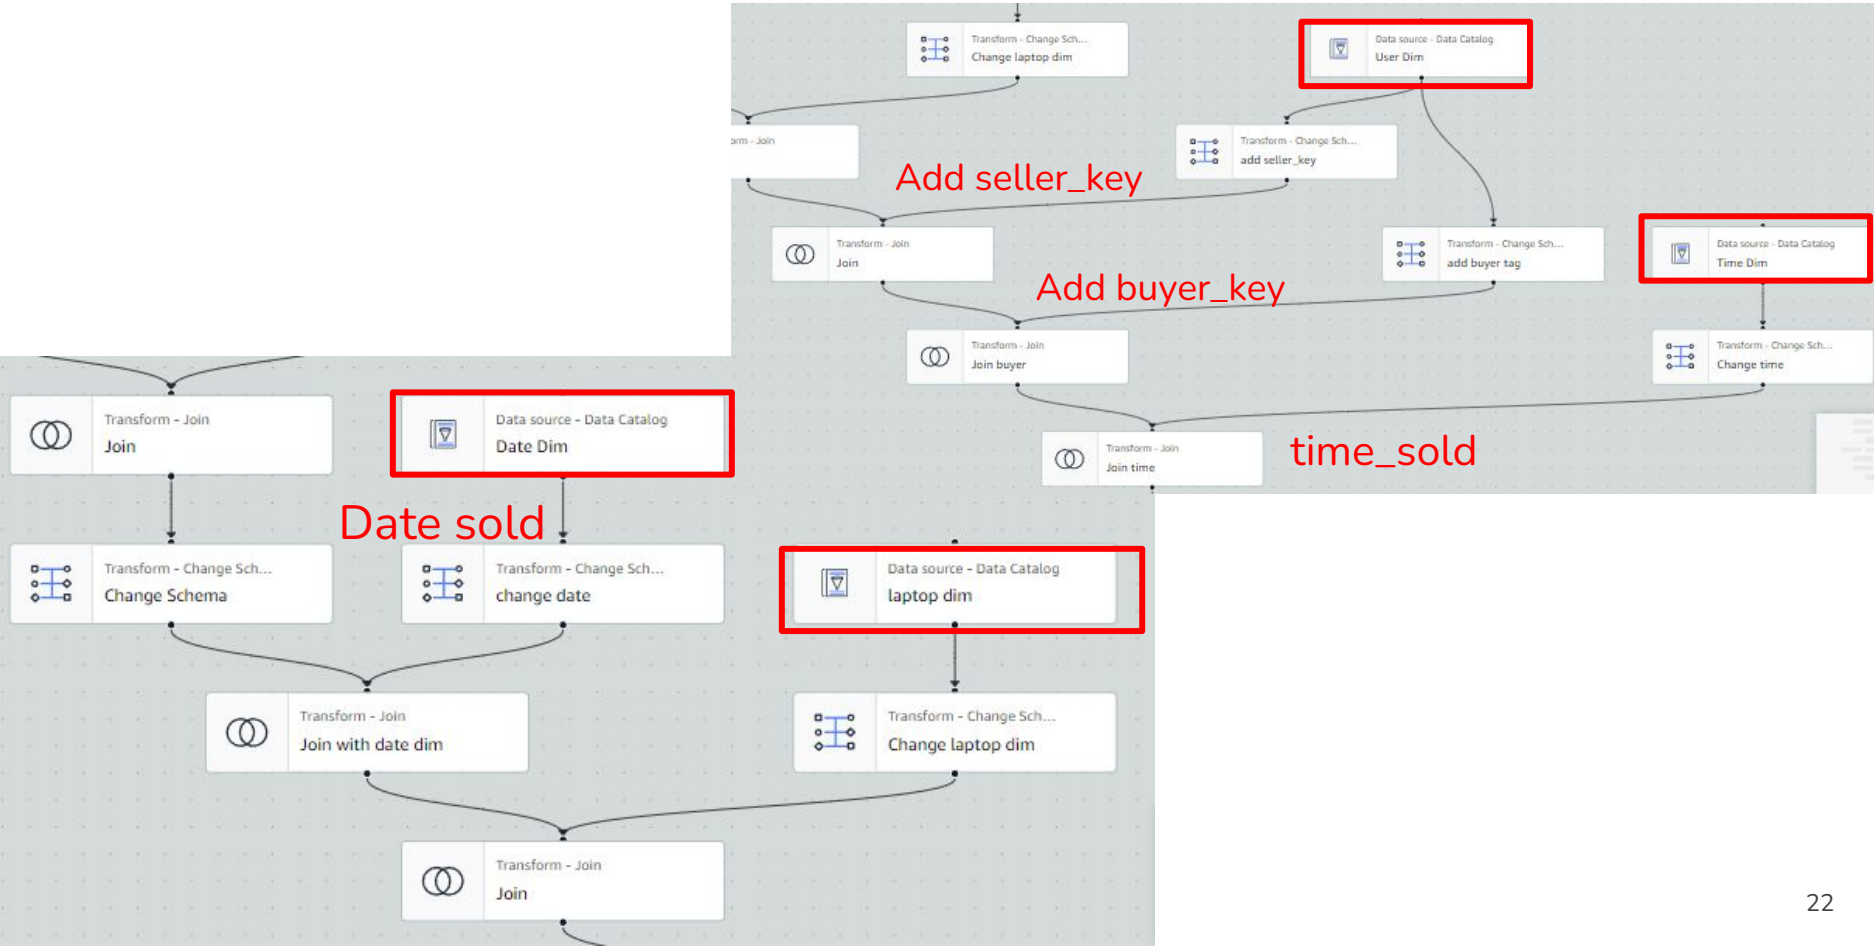 Transform - Change Sch...
Change laptop dim
Data source - Data Catalog
User Dim
orm - Join
Transform - Change Sch...
add seller_key
Add seller_key
Transform - Join
Join
Transform - Change Sch...
add buyer tag
Data source - Data Catalog
Time Dim
Add buyer_key
Transform - Join
Join buyer
Transform - Change Sch...
Change time
Transform - Join
Join time
time_sold
Transform - Join
Join
Data source - Data Catalog
Date Dim
Date sold
Transform - Change Sch...
Change Schema
Transform - Change Sch...
change date
Data source - Data Catalog
laptop dim
Transform - Join
Join with date dim
Transform - Change Sch...
Change laptop dim
Transform - Join
Join
22